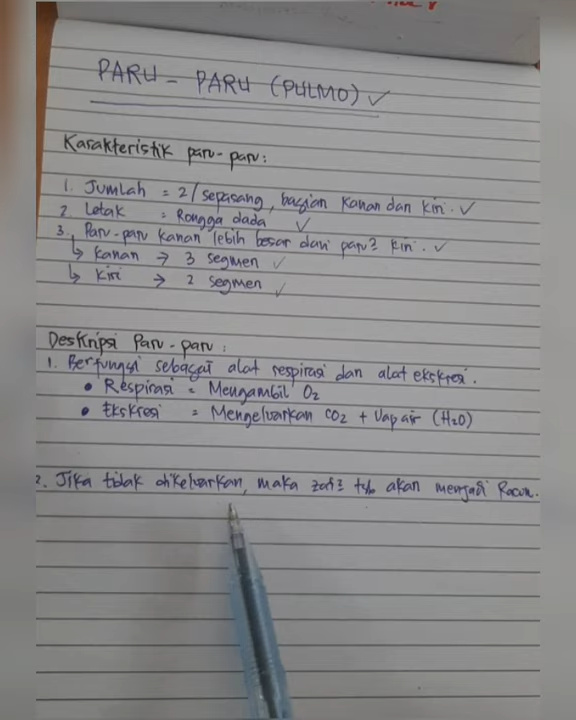 PARU - PARU (PULMO) ✓
Karakteristik paru-paru:
1. Jumlah = 2/sepasang, bagian Kanan dan Kiri. ✓
2. Letak = Rongga dada ✓
3. Paru-paru kanan lebih besar dari paru2 kiri. ✓
↳ kanan → 3 segmen ✓
↳ Kiri → 2 segmen ✓
Deskripsi Paru-paru:
1. Berfungsi sebagai alat respirasi dan alat ekskresi.
• Respirasi = Mengambil O2
• Ekskresi = Mengeluarkan CO2 + Uap air (H2O)
2. Jika tidak dikeluarkan, maka zat2 tsb akan menjadi Racun.